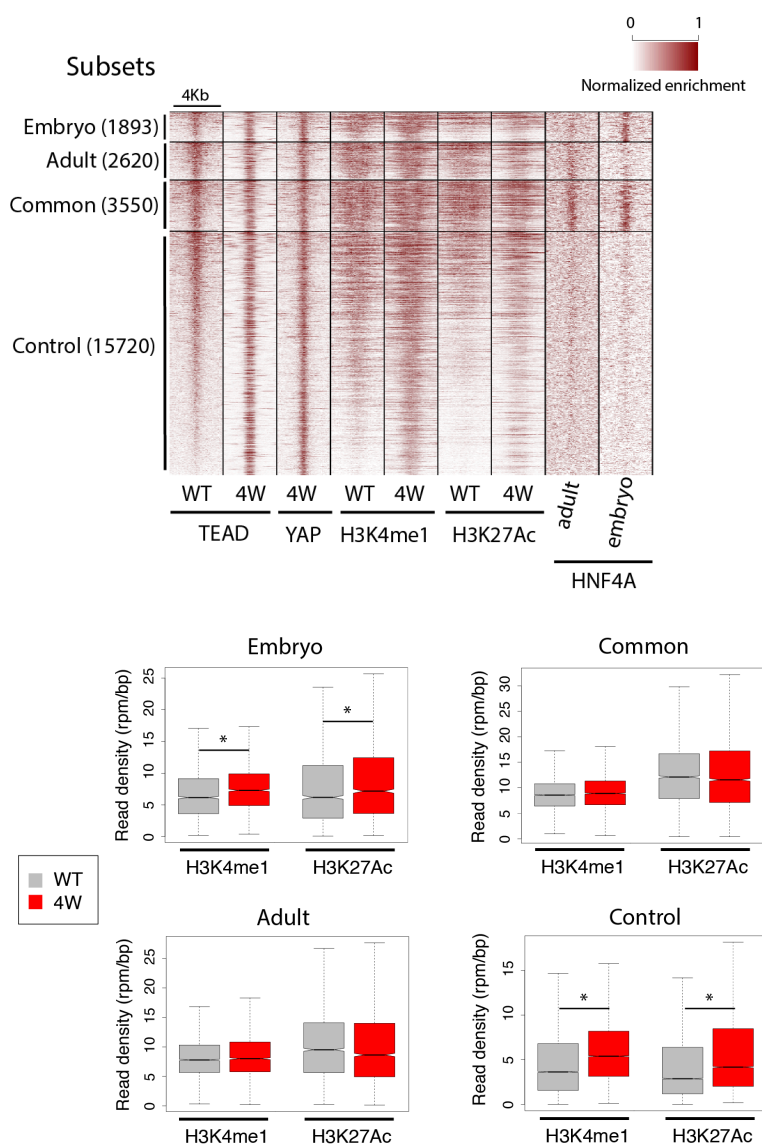 0 1
Subsets
Normalized enrichment
4Kb
Embryo (1893)
Adult (2620)
Common (3550)
Control (15720)
WT 4W 4W WT 4W WT 4W adult embryo
TEAD YAP H3K4me1 H3K27Ac
HNF4A
Embryo
Read density (rpm/bp)
25
20
15
10
5
0
* *
H3K4me1 H3K27Ac
Common
Read density (rpm/bp)
30
25
20
15
10
5
0
H3K4me1 H3K27Ac
WT
4W
Adult
Read density (rpm/bp)
25
20
15
10
5
0
H3K4me1 H3K27Ac
Control
Read density (rpm/bp)
15
10
5
0
* *
H3K4me1 H3K27Ac